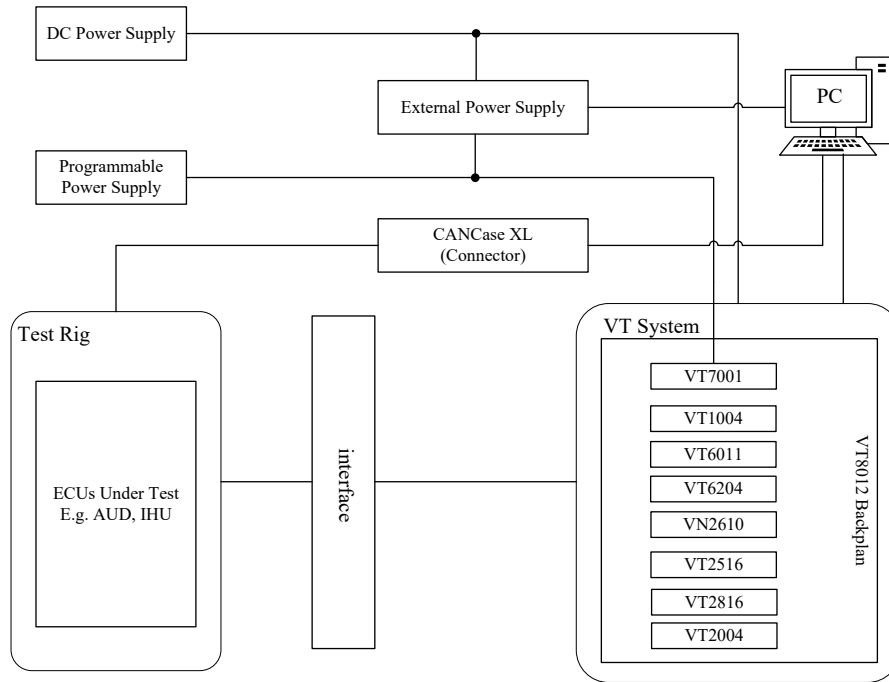 DC Power Supply
External Power Supply
PC
Programmable
Power Supply
CANCase XL
(Connector)
Test Rig
ECUs Under Test
E.g. AUD, IHU
interface
VT System
VT7001
VT1004
VT6011
VT6204
VN2610
VT2516
VT2816
VT2004
VT8012 Backplan